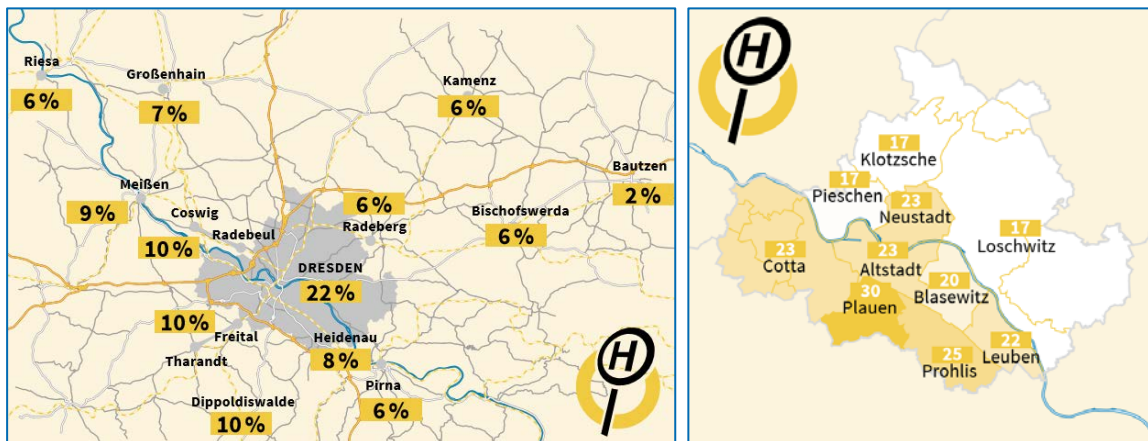 Riesa
6 %
Großenhain
7 %
Kamenz
6 %
Bautzen
2 %
Meißen
9 %
Coswig
Radebeul
10 %
6 %
Radeberg
Bischofswerda
6 %
DRESDEN
22 %
10 %
Freital
Tharandt
Heidenau
8 %
Pirna
6 %
Dippoldiswalde
10 %
H
H
17
Klotzsche
17
Pieschen
23
Neustadt
17
Loschwitz
23
Cotta
23
Altstadt
20
Blasewitz
30
Plauen
22
Leuben
25
Prohlis